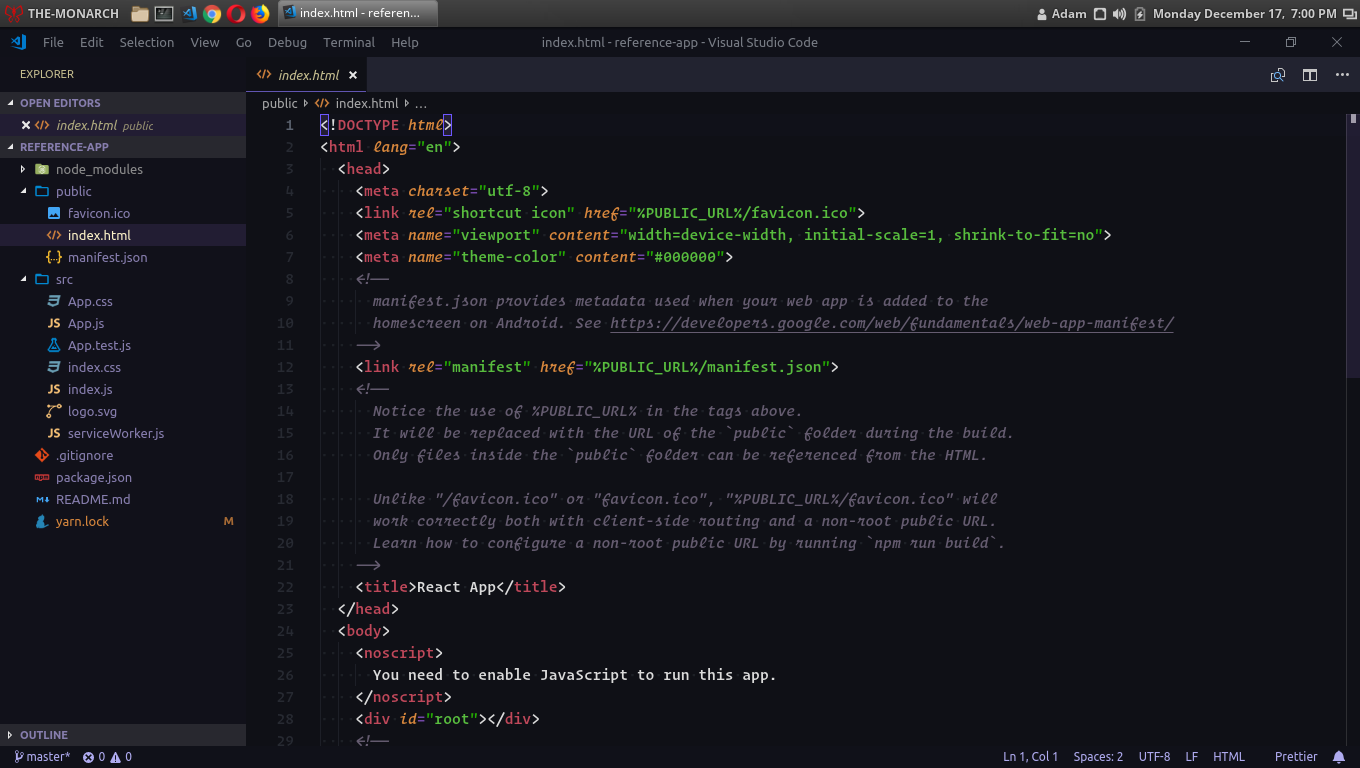 THE-MONARCH
index.html - referen...
Adam
Monday December 17, 7:00 PM
File Edit Selection View Go Debug Terminal Help
index.html - reference-app - Visual Studio Code
EXPLORER
OPEN EDITORS
index.html public
REFERENCE-APP
node_modules
public
favicon.ico
index.html
manifest.json
src
App.css
JS App.js
App.test.js
index.css
JS index.js
logo.svg
JS serviceWorker.js
.gitignore
package.json
README.md
yarn.lock M
OUTLINE
index.html
public index.html ...
1 <!DOCTYPE html>
2 <html lang="en">
3 <head>
4 <meta charset="utf-8">
5 <link rel="shortcut icon" href="%PUBLIC_URL%/favicon.ico">
6 <meta name="viewport" content="width=device-width, initial-scale=1, shrink-to-fit=no">
7 <meta name="theme-color" content="#000000">
8 <!--
9 manifest.json provides metadata used when your web app is added to the
10 homescreen on Android. See https://developers.google.com/web/fundamentals/web-app-manifest/
11 -->
12 <link rel="manifest" href="%PUBLIC_URL%/manifest.json">
13 <!--
14 Notice the use of %PUBLIC_URL% in the tags above.
15 It will be replaced with the URL of the `public` folder during the build.
16 Only files inside the `public` folder can be referenced from the HTML.
17
18 Unlike "/favicon.ico" or "favicon.ico", "%PUBLIC_URL%/favicon.ico" will
19 work correctly both with client-side routing and a non-root public URL.
20 Learn how to configure a non-root public URL by running `npm run build`.
21 -->
22 <title>React App</title>
23 </head>
24 <body>
25 <noscript>
26 You need to enable JavaScript to run this app.
27 </noscript>
28 <div id="root"></div>
29 <!--
master* 0 0
Ln 1, Col 1 Spaces: 2 UTF-8 LF HTML Prettier